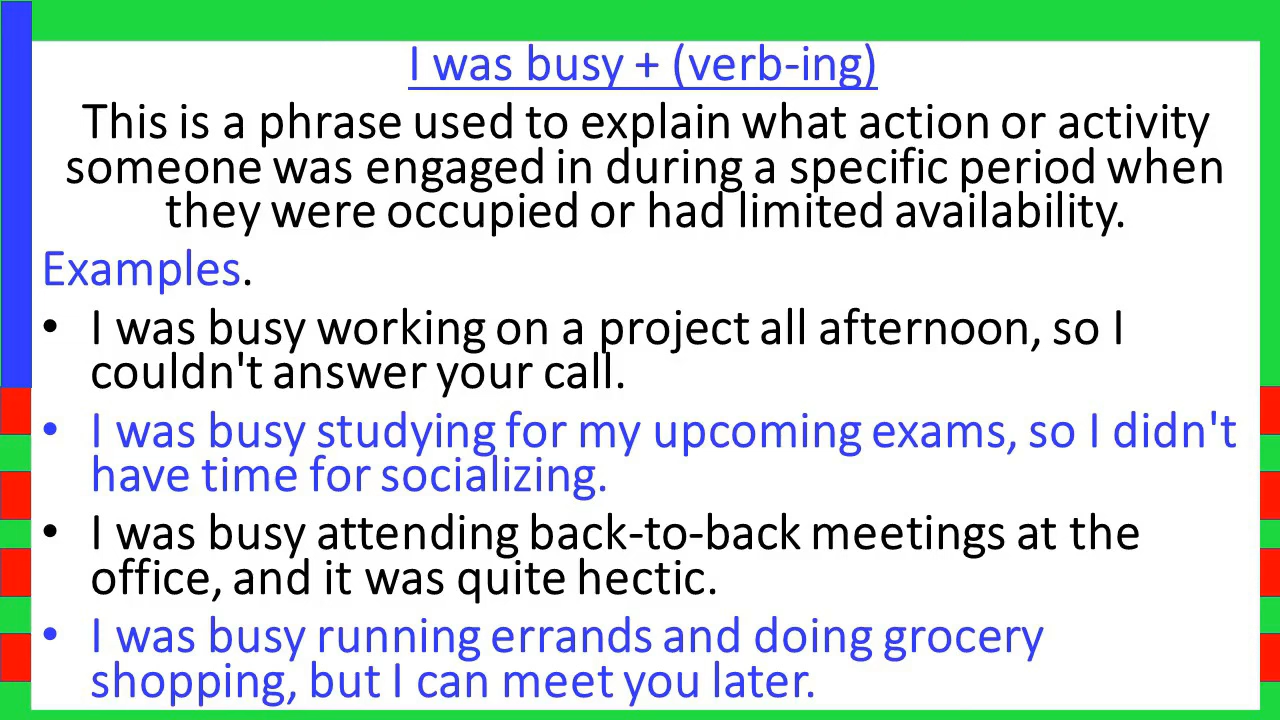 I was busy + (verb-ing)
This is a phrase used to explain what action or activity
someone was engaged in during a specific period when
they were occupied or had limited availability.
Examples.
• I was busy working on a project all afternoon, so I
couldn't answer your call.
• I was busy studying for my upcoming exams, so I didn't
have time for socializing.
• I was busy attending back-to-back meetings at the
office, and it was quite hectic.
• I was busy running errands and doing grocery
shopping, but I can meet you later.